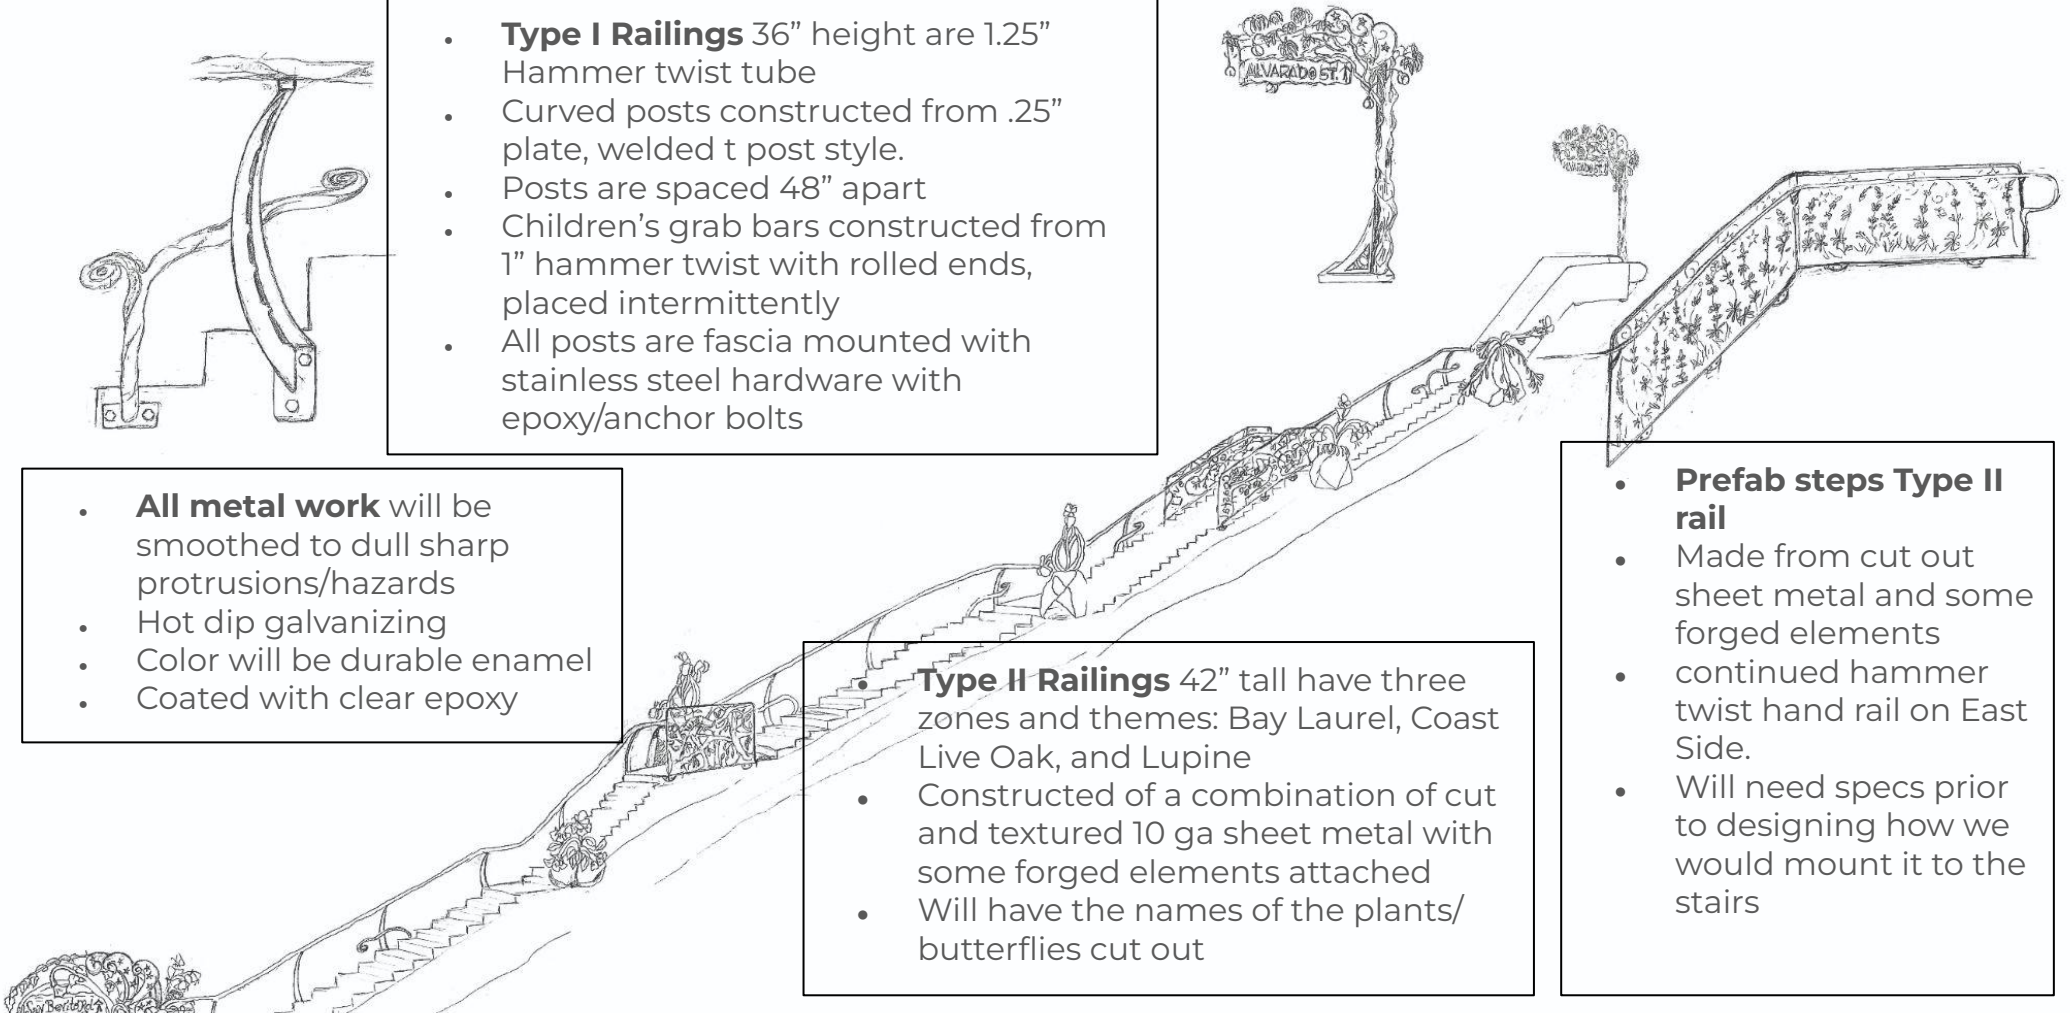 • Type I Railings 36” height are 1.25”
Hammer twist tube
• Curved posts constructed from .25”
plate, welded t post style.
• Posts are spaced 48” apart
• Children’s grab bars constructed from
1” hammer twist with rolled ends,
placed intermittently
• All posts are fascia mounted with
stainless steel hardware with
epoxy/anchor bolts
ALVARADO ST.
• All metal work will be
smoothed to dull sharp
protrusions/hazards
• Hot dip galvanizing
• Color will be durable enamel
• Coated with clear epoxy
• Type II Railings 42” tall have three
zones and themes: Bay Laurel, Coast
Live Oak, and Lupine
• Constructed of a combination of cut
and textured 10 ga sheet metal with
some forged elements attached
• Will have the names of the plants/
butterflies cut out
• Prefab steps Type II
rail
• Made from cut out
sheet metal and some
forged elements
• continued hammer
twist hand rail on East
Side.
• Will need specs prior
to designing how we
would mount it to the
stairs